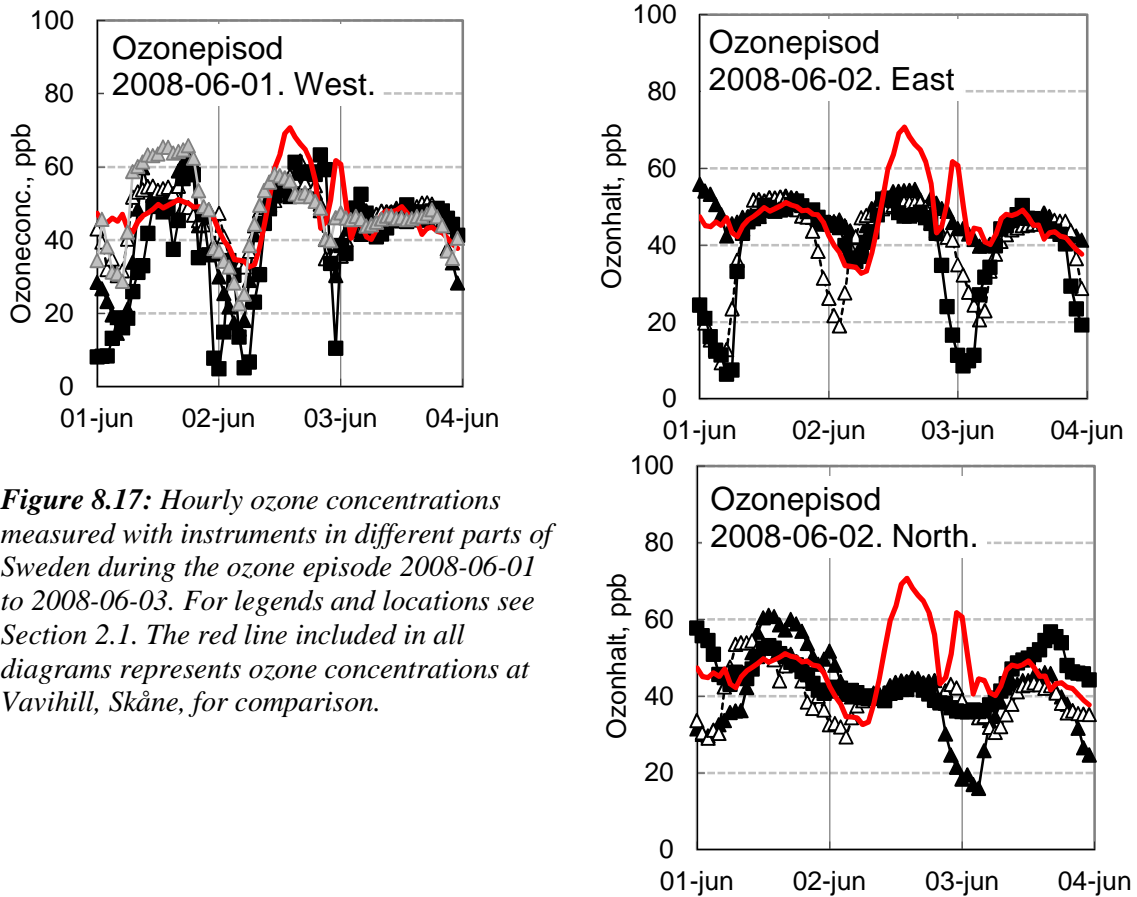 Ozonepisod
2008-06-01. West.
Ozoneconc., ppb
100
80
60
40
20
0
01-jun 02-jun 03-jun 04-jun
Ozonepisod
2008-06-02. East
Ozonhalt, ppb
100
80
60
40
20
0
01-jun 02-jun 03-jun 04-jun
Figure 8.17: Hourly ozone concentrations
measured with instruments in different parts of
Sweden during the ozone episode 2008-06-01
to 2008-06-03. For legends and locations see
Section 2.1. The red line included in all
diagrams represents ozone concentrations at
Vavihill, Skåne, for comparison.
Ozonepisod
2008-06-02. North.
Ozonhalt, ppb
100
80
60
40
20
0
01-jun 02-jun 03-jun 04-jun